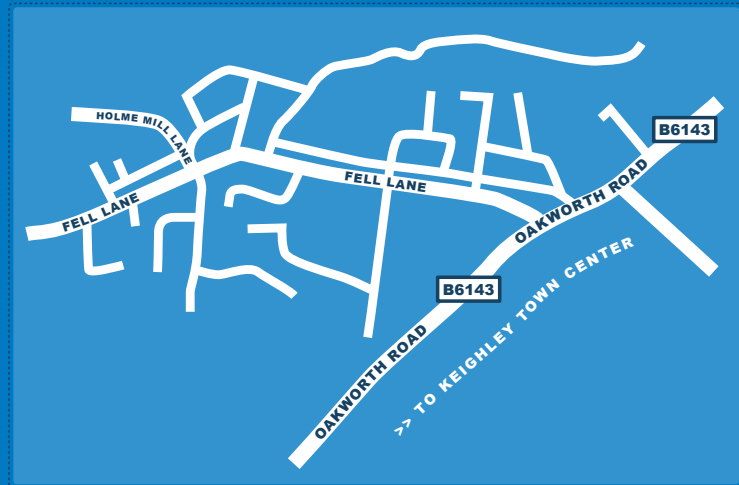 HOLME MILL LANE
B6143
FELL LANE
FELL LANE
OAKWORTH ROAD
B6143
>> TO KEIGHLEY TOWN CENTER
OAKWORTH ROAD